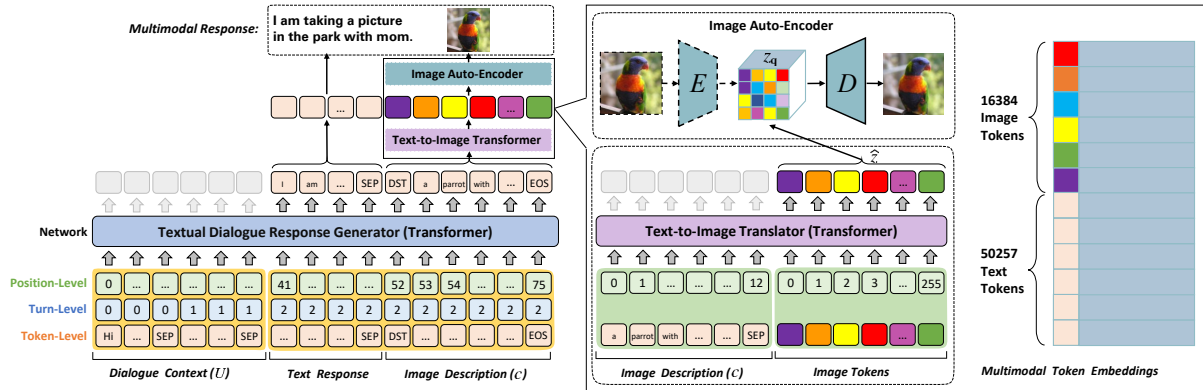 Multimodal Response:
I am taking a picture
in the park with mom.
Image Auto-Encoder
...
...
Text-to-Image Transformer
I am ... SEP DST a parrot with ... EOS
Network
Textual Dialogue Response Generator (Transformer)
Position-Level
0 ... ... ... ... ... 41 ... ... ... 52 53 54 ... ... 75
Turn-Level
0 0 0 1 1 1 2 2 2 2 2 2 2 2 2 2
Token-Level
Hi ... SEP ... ... SEP ... ... ... SEP DST ... ... ... ... EOS
Dialogue Context (U)
Text Response
Image Description (c)
Image Auto-Encoder
E
z_q
D
ẑ
...
Text-to-Image Translator (Transformer)
0 1 ... ... ... 12 0 1 2 3 ... 255
a parrot with ... ... SEP ...
Image Description (c)
Image Tokens
16384
Image
Tokens
50257
Text
Tokens
Multimodal Token Embeddings